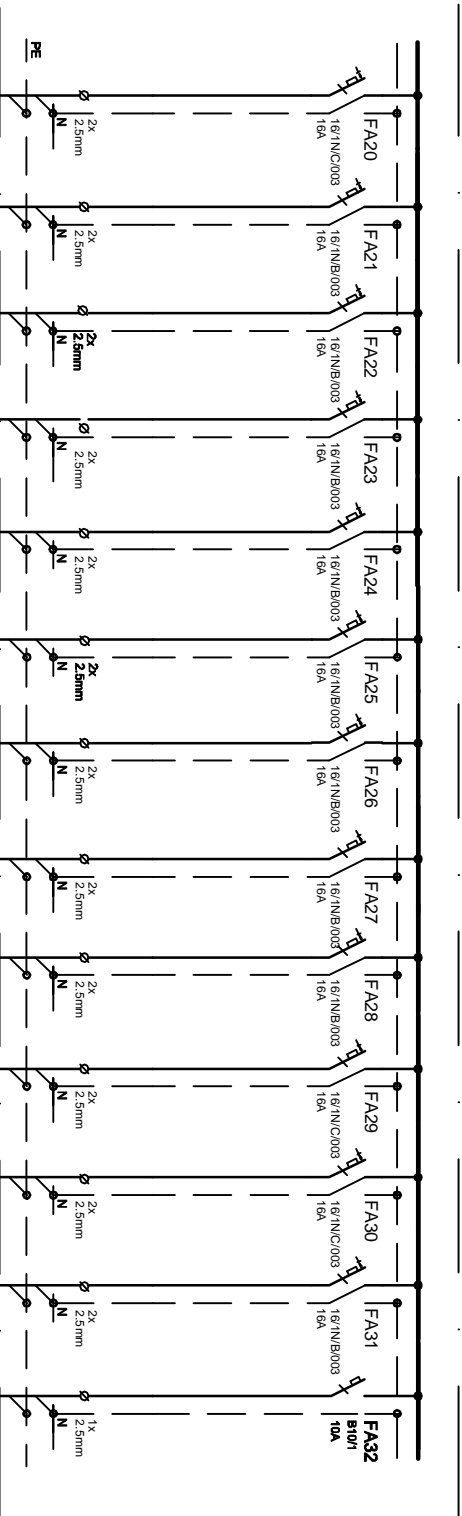 PE
FA20
16/1N/C/003
16A
2x
2.5mm
N
FA21
16/1N/B/003
16A
2x
2.5mm
N
FA22
16/1N/B/003
16A
2x
2.5mm
N
FA23
16/1N/B/003
16A
2x
2.5mm
N
FA24
16/1N/B/003
16A
2x
2.5mm
N
FA25
16/1N/B/003
16A
2x
2.5mm
N
FA26
16/1N/B/003
16A
2x
2.5mm
N
FA27
16/1N/B/003
16A
2x
2.5mm
N
FA28
16/1N/B/003
16A
2x
2.5mm
N
FA29
16/1N/C/003
16A
2x
2.5mm
N
FA30
16/1N/C/003
16A
2x
2.5mm
N
FA31
16/1N/B/003
16A
2x
2.5mm
N
FA32
B10/1
10A
1x
2.5mm
N